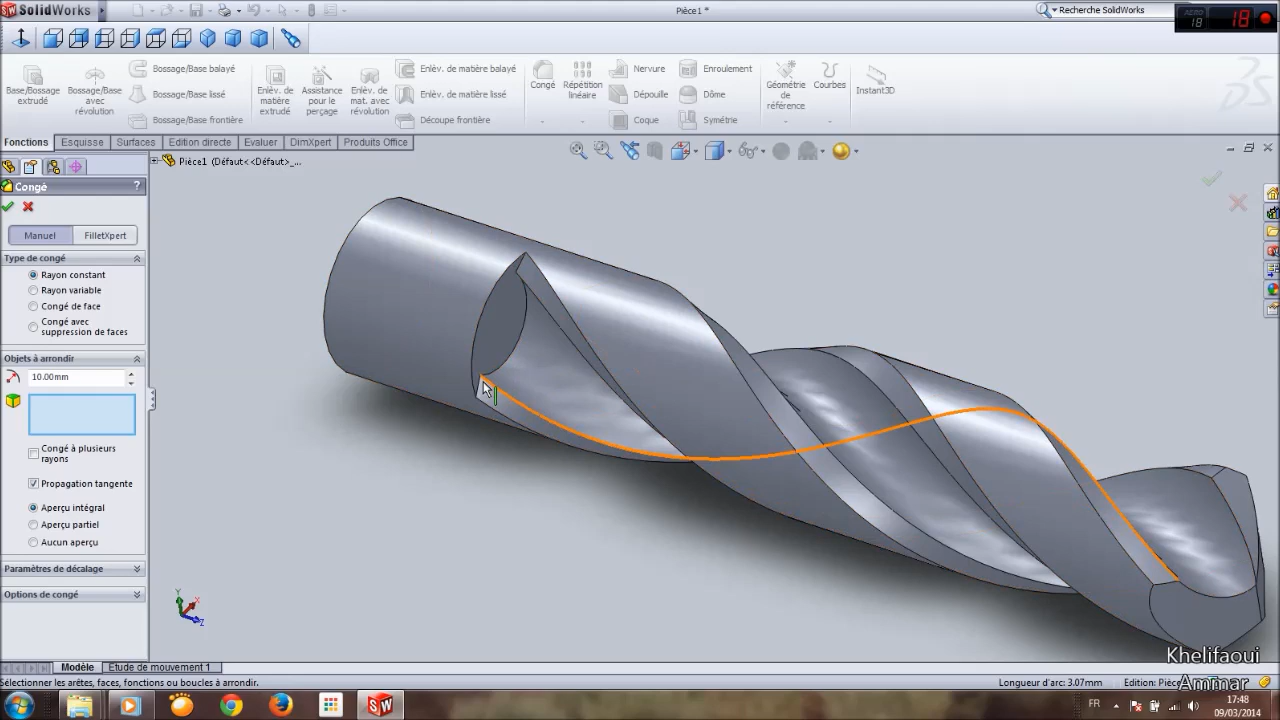 SolidWorks
Pièce1 *
Recherche SolidWorks
AZERO
18
18
Base/Bossage
extrudé
Bossage/Base
avec
révolution
Bossage/Base balayé
Bossage/Base lissé
Bossage/Base frontière
Enlèv. de
matière
extrudé
Assistance
pour le
perçage
Enlèv. de
mat. avec
révolution
Enlèv. de matière balayé
Enlèv. de matière lissé
Découpe frontière
Congé
Répétition
linéaire
Nervure
Dépouille
Coque
Enroulement
Dôme
Symétrie
Géométrie
de
référence
Courbes
Instant3D
Fonctions
Esquisse
Surfaces
Edition directe
Evaluer
DimXpert
Produits Office
Pièce1 (Défaut<<Défaut>_...
Congé
?
Manuel
FilletXpert
Type de congé
Rayon constant
Rayon variable
Congé de face
Congé avec
suppression de faces
Objets à arrondir
10.00mm
Congé à plusieurs
rayons
Propagation tangente
Aperçu intégral
Aperçu partiel
Aucun aperçu
Paramètres de décalage
Options de congé
Y
X
Z
Khelifaoui
Ammar
Modèle
Etude de mouvement 1
Sélectionner les arêtes, faces, fonctions ou boucles à arrondir.
Longueur d'arc: 3.07mm
Edition: Pièce
FR
17:48
09/03/2014